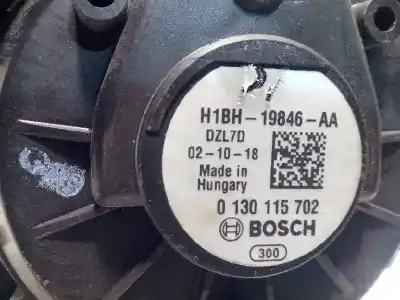 H1BH-19846-AA
DZL7D
02-10-18
Made in
Hungary
0 130 115 702
BOSCH
300